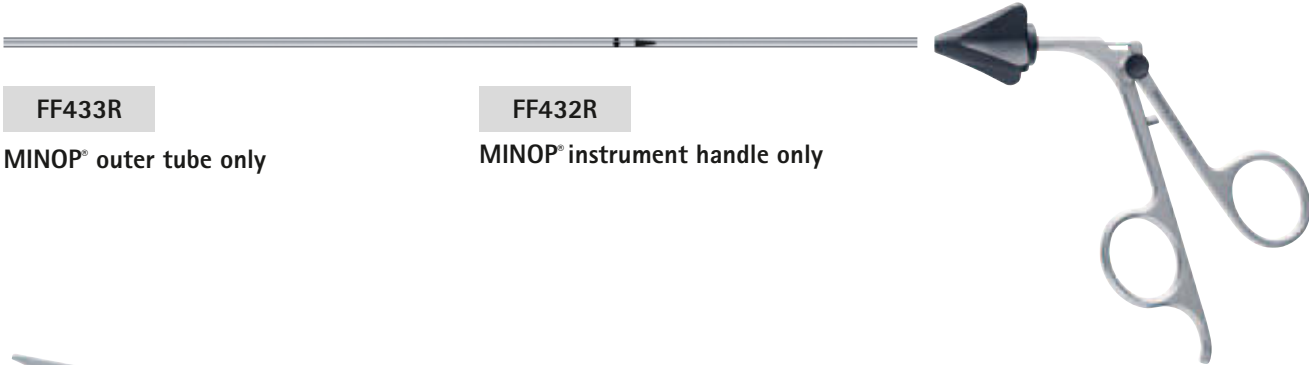 FF433R
MINOP® outer tube only
FF432R
MINOP® instrument handle only